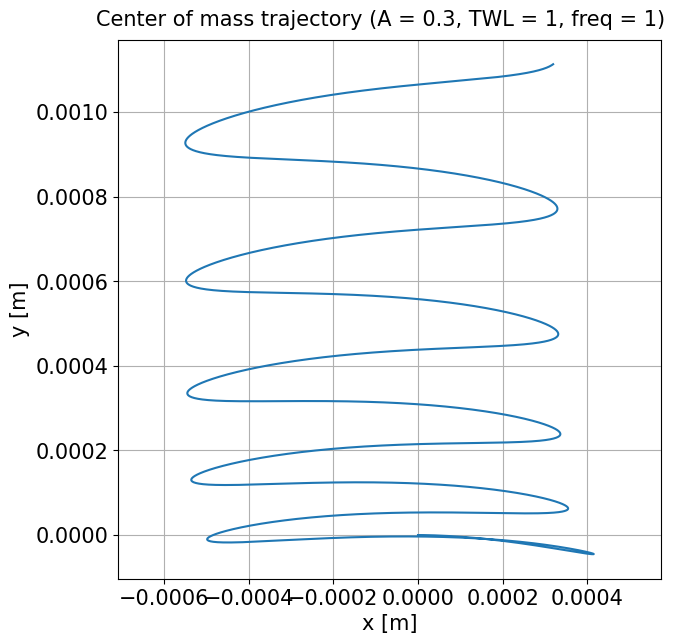 Center of mass trajectory (A = 0.3, TWL = 1, freq = 1)
0.0010
0.0008
0.0006
0.0004
0.0002
0.0000
y [m]
−0.0006 −0.0004 −0.0002 0.0000 0.0002 0.0004
x [m]